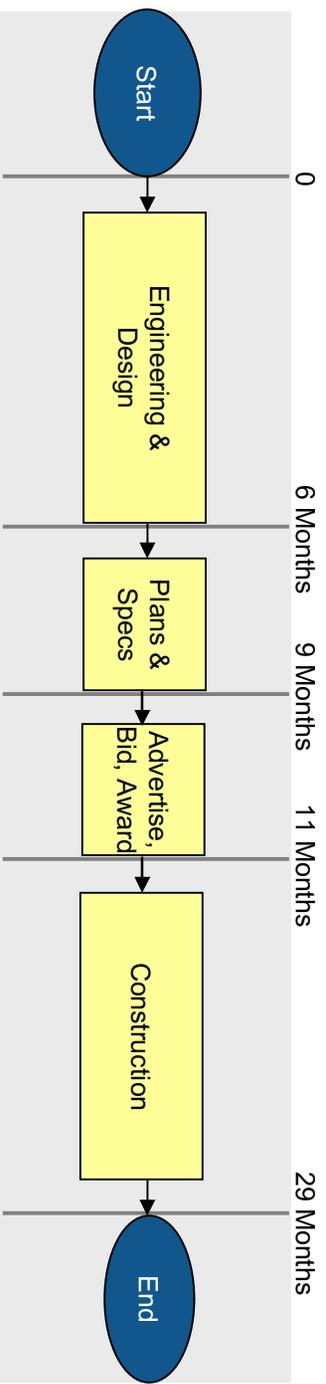 0
6 Months
9 Months
11 Months
29 Months
Start
Engineering &
Design
Plans &
Specs
Advertise,
Bid, Award
Construction
End